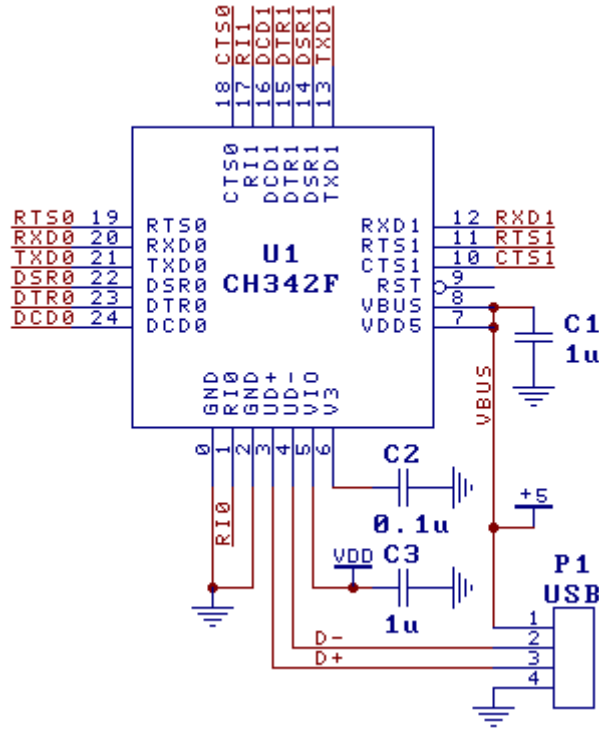 CTS0 RI1 DCD1 DTR1 DSR1 TXD1
18 17 16 15 14 13
CTS0 RI1 DCD1 DTR1 DSR1 TXD1
RTS0 19 RTS0
RXD0 20 RXD0
TXD0 21 TXD0
DSR0 22 DSR0
DTR0 23 DTR0
DCD0 24 DCD0
U1
CH342F
RXD1 12 RXD1
RTS1 11 RTS1
CTS1 10 CTS1
RST 9
VBUS 8
VDD5 7
C1
1u
VBUS
GND RI0 GND UD+ UD- VIO V3
0 1 2 3 4 5 6
RI0
C2
0.1u
VDD
C3
1u
+5
P1
USB
1
D- 2
D+ 3
4